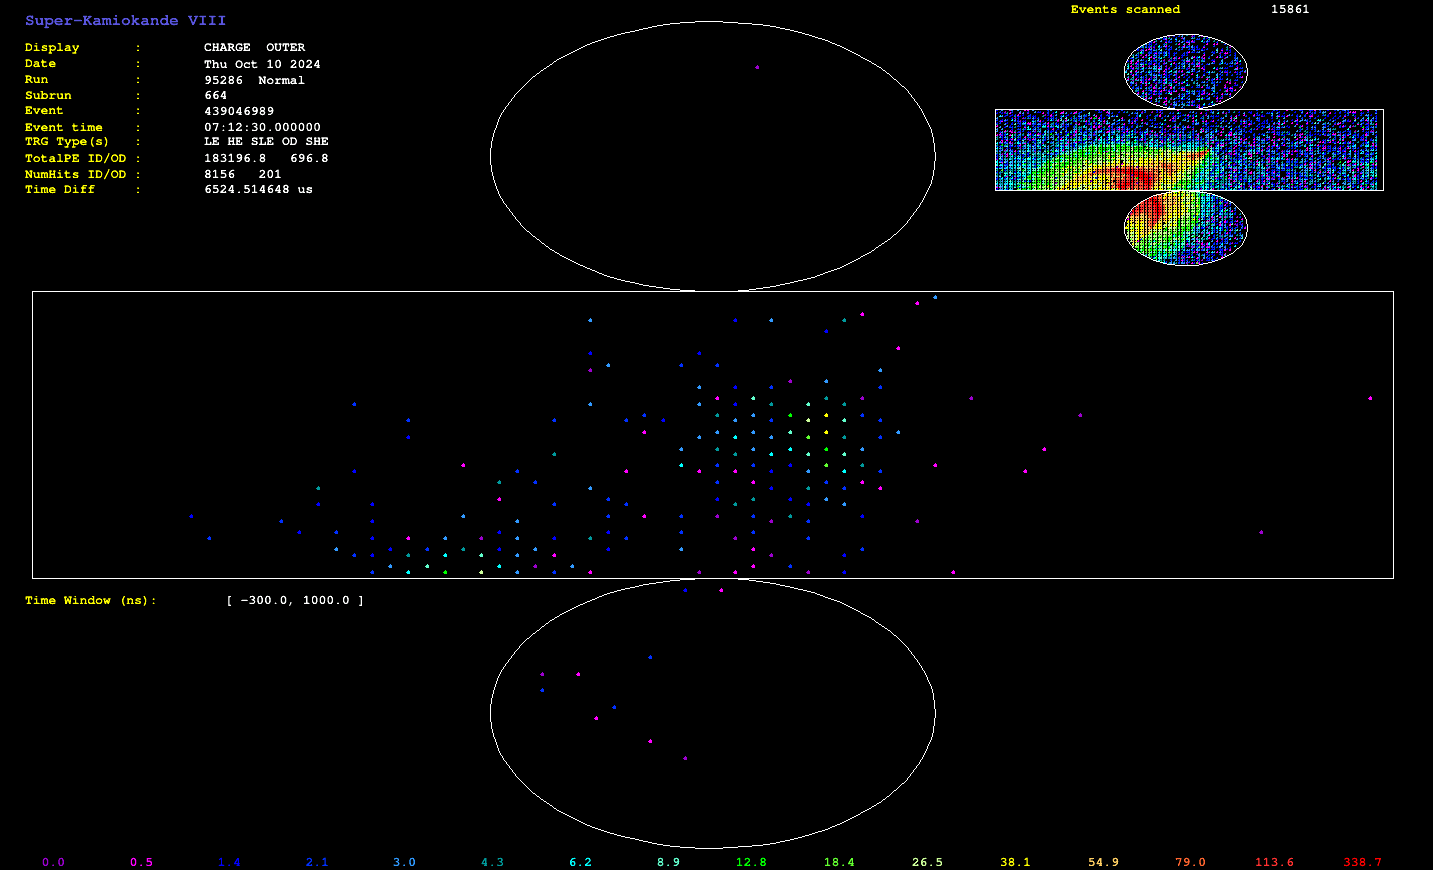 Super-Kamiokande VIII
Events scanned 15861
Display : CHARGE OUTER
Date : Thu Oct 10 2024
Run : 95286 Normal
Subrun : 664
Event : 439046989
Event time : 07:12:30.000000
TRG Type(s) : LE HE SLE OD SHE
TotalPE ID/OD : 183196.8 696.8
NumHits ID/OD : 8156 201
Time Diff : 6524.514648 us
Time Window (ns): [ -300.0, 1000.0 ]
0.0 0.5 1.4 2.1 3.0 4.3 6.2 8.9 12.8 18.4 26.5 38.1 54.9 79.0 113.6 338.7